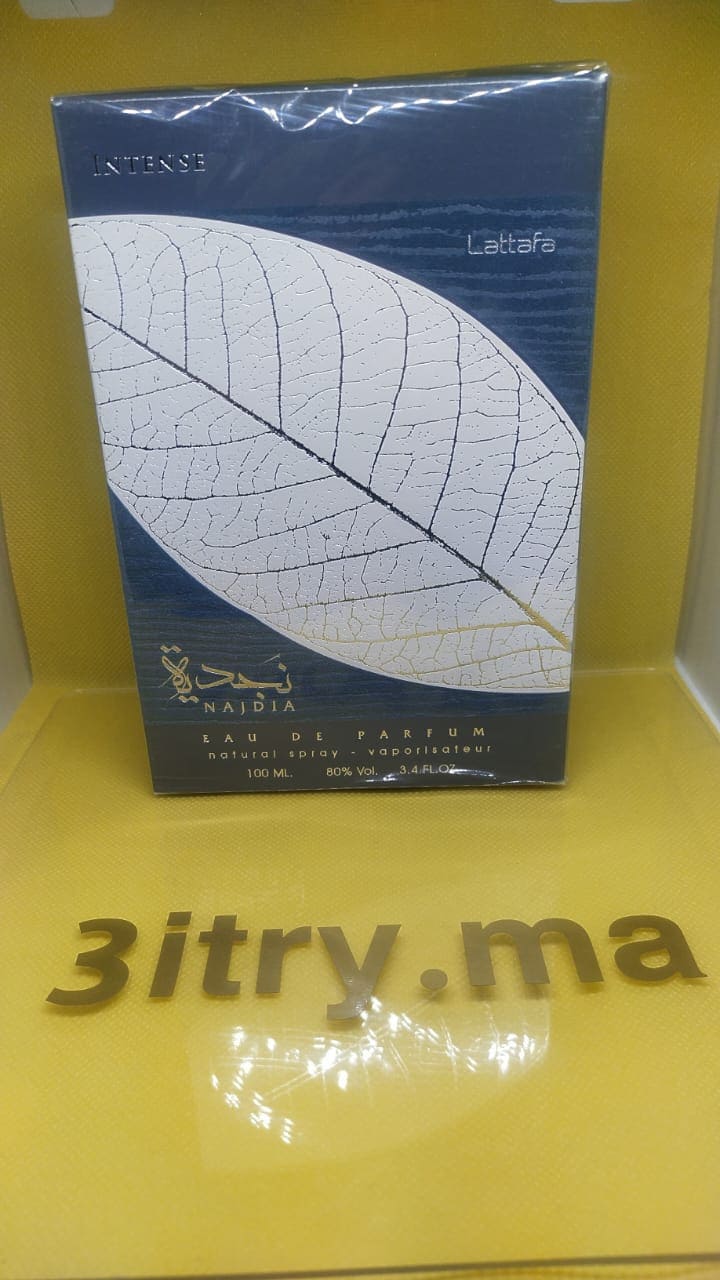 INTENSE
Lattafa
نجدية
NAJDIA
EAU DE PARFUM
natural spray - vaporisateur
100 ML. 80% Vol. 3.4 FL.OZ.
3itry.ma